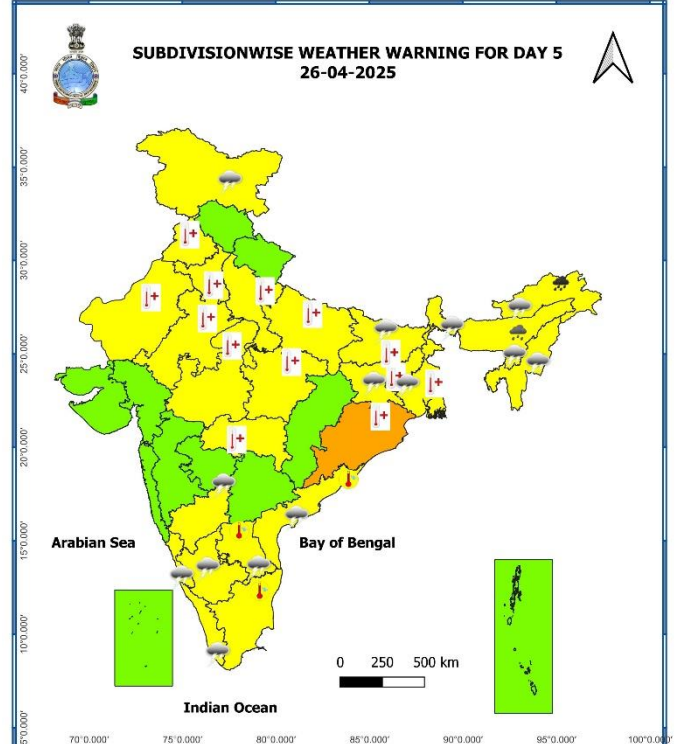 SUBDIVISIONWISE WEATHER WARNING FOR DAY 5
26-04-2025
40°0.000'
35°0.000'
30°0.000'
25°0.000'
20°0.000'
15°0.000'
10°0.000'
5°0.000'
Arabian Sea
Bay of Bengal
0 250 500 km
Indian Ocean
70°0.000' 75°0.000' 80°0.000' 85°0.000' 90°0.000' 95°0.000' 100°0.000'